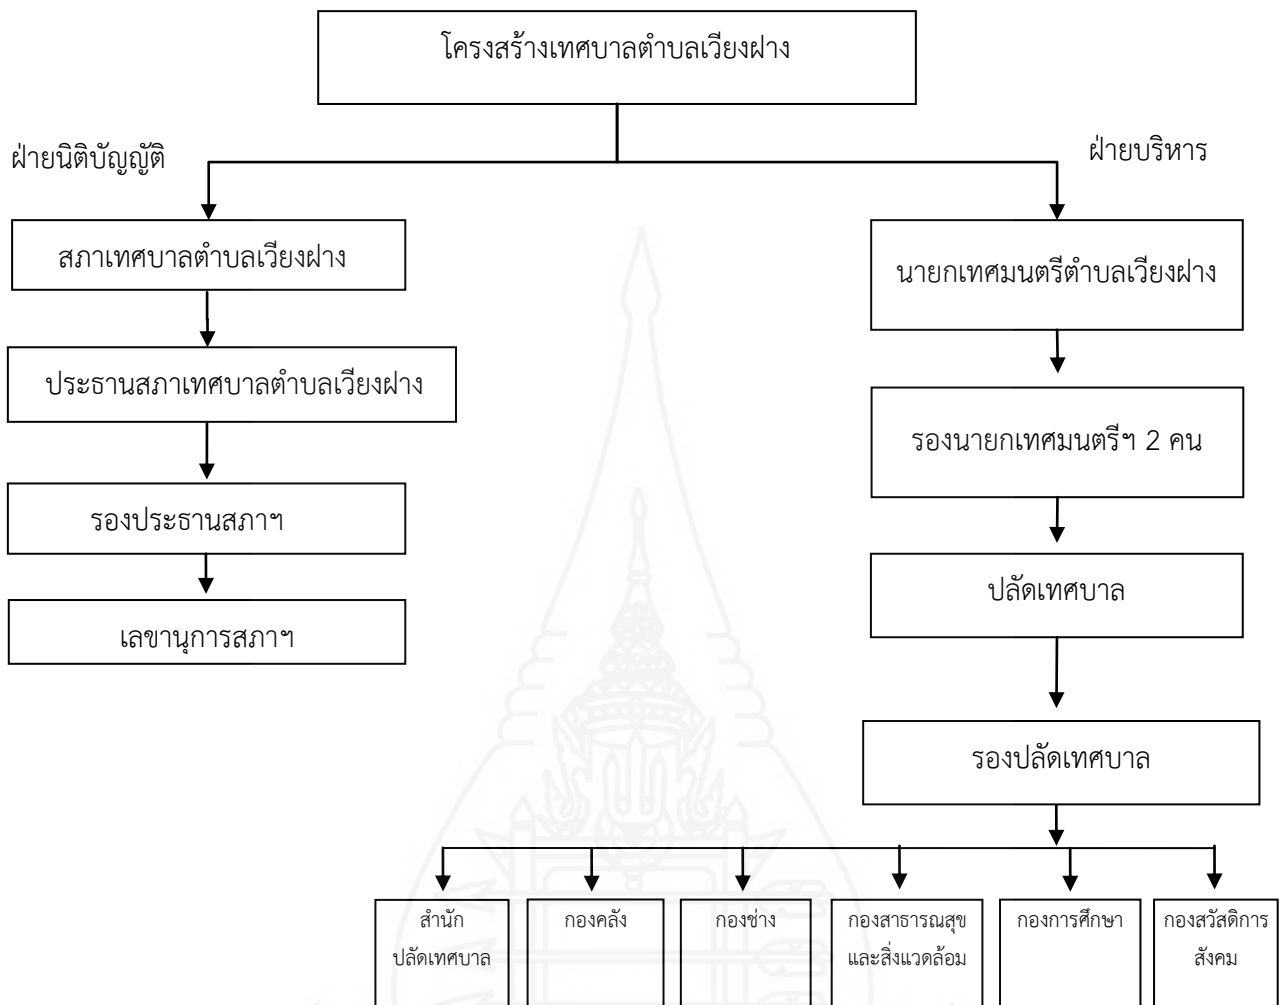 โครงสร้างเทศบาลตำบลเวียงฝาง
ฝ่ายนิติบัญญัติ
ฝ่ายบริหาร
สภาเทศบาลตำบลเวียงฝาง
ประธานสภาเทศบาลตำบลเวียงฝาง
รองประธานสภาฯ
เลขานุการสภาฯ
นายกเทศมนตรีตำบลเวียงฝาง
รองนายกเทศมนตรีฯ 2 คน
ปลัดเทศบาล
รองปลัดเทศบาล
สำนัก
ปลัดเทศบาล
กองคลัง
กองช่าง
กองสาธารณสุข
และสิ่งแวดล้อม
กองการศึกษา
กองสวัสดิการ
สังคม